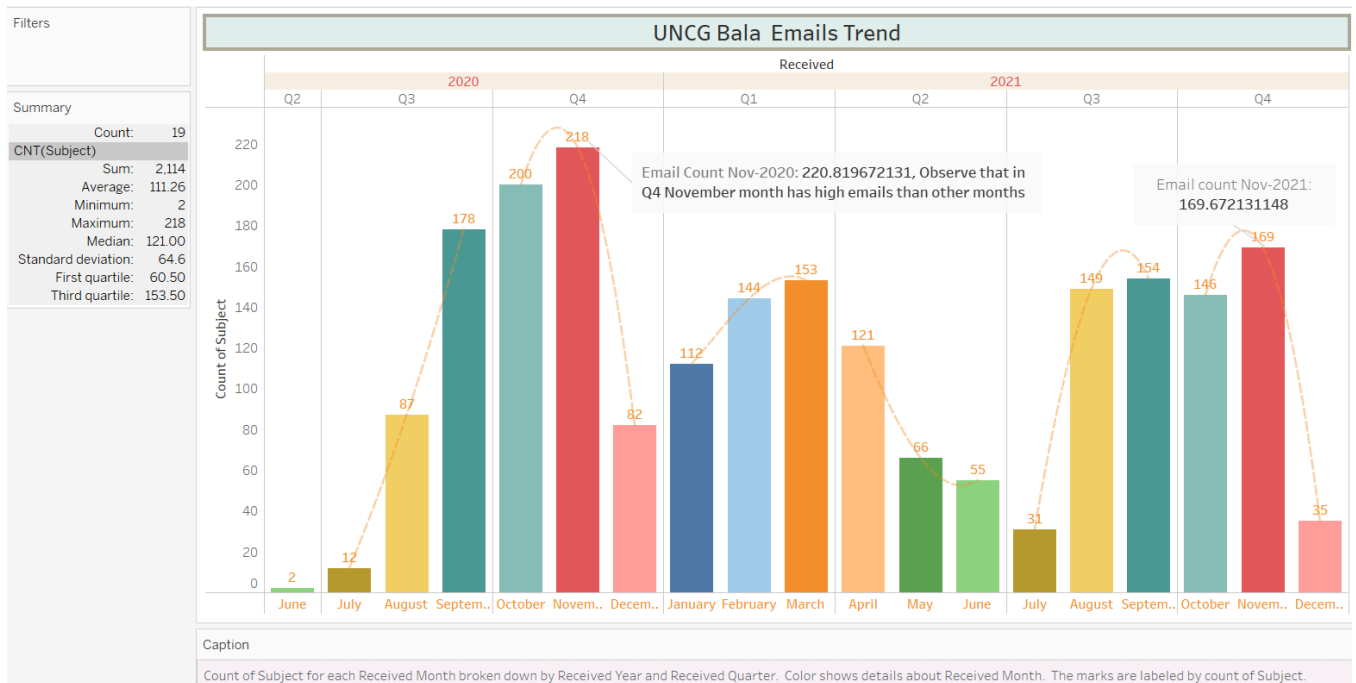 Filters
Summary
Count: 19
CNT(Subject)
Sum: 2,114
Average: 111.26
Minimum: 2
Maximum: 218
Median: 121.00
Standard deviation: 64.6
First quartile: 60.50
Third quartile: 153.50
UNCG Bala Emails Trend
Received
2020 2021
Q2 Q3 Q4 Q1 Q2 Q3 Q4
Count of Subject
220
200
180
160
140
120
100
80
60
40
20
0
2 12 87 178 200 218 82 112 144 153 121 66 55 31 149 154 146 169 35
Email Count Nov-2020: 220.819672131, Observe that in
Q4 November month has high emails than other months
Email count Nov-2021:
169.672131148
June July August Septem.. October Novem.. Decem.. January February March April May June July August Septem.. October Novem.. Decem..
Caption
Count of Subject for each Received Month broken down by Received Year and Received Quarter. Color shows details about Received Month. The marks are labeled by count of Subject.